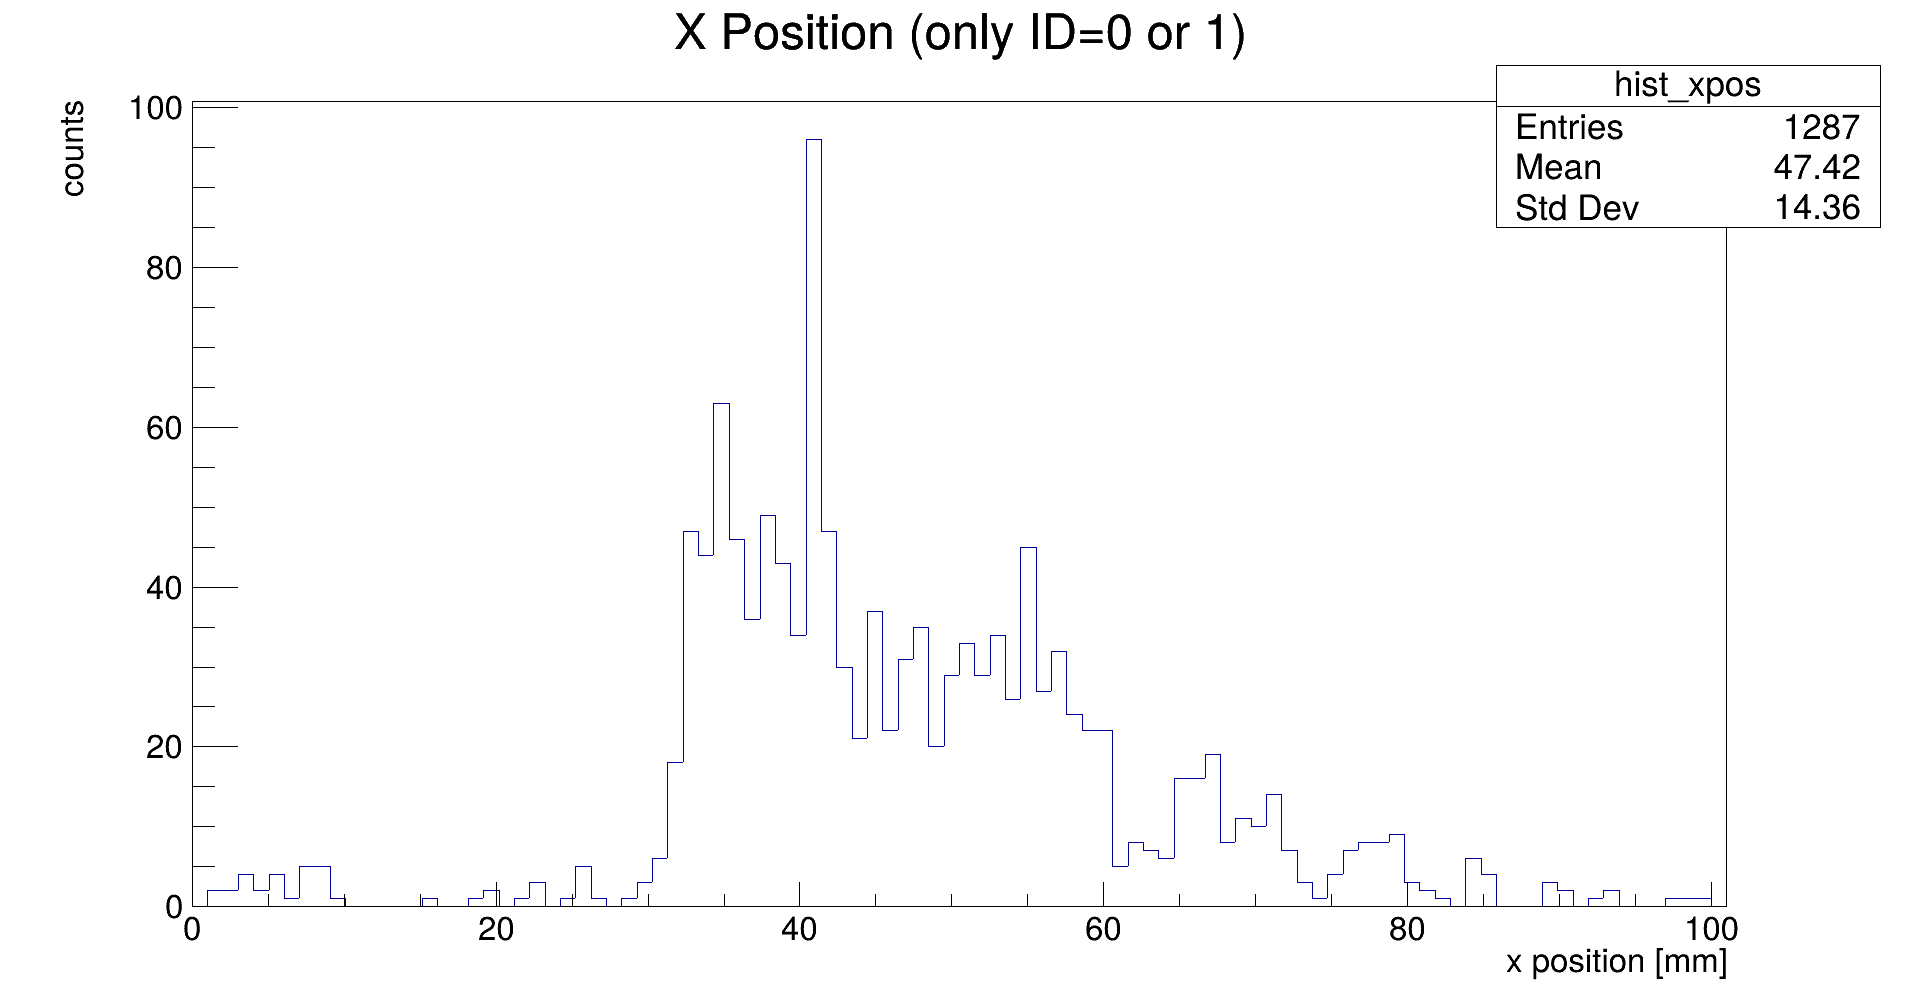 X Position (only ID=0 or 1)
hist_xpos
Entries 1287
Mean 47.42
Std Dev 14.36
counts
100
80
60
40
20
0
0 20 40 60 80 100
x position [mm]